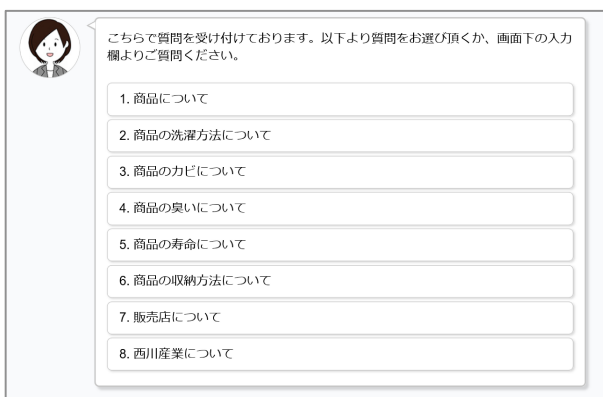 こちらで質問を受け付けております。以下より質問をお選び頂くか、画面下の入力
欄よりご質問ください。
1. 商品について
2. 商品の洗濯方法について
3. 商品のカビについて
4. 商品の臭いについて
5. 商品の寿命について
6. 商品の収納方法について
7. 販売店について
8. 西川産業について